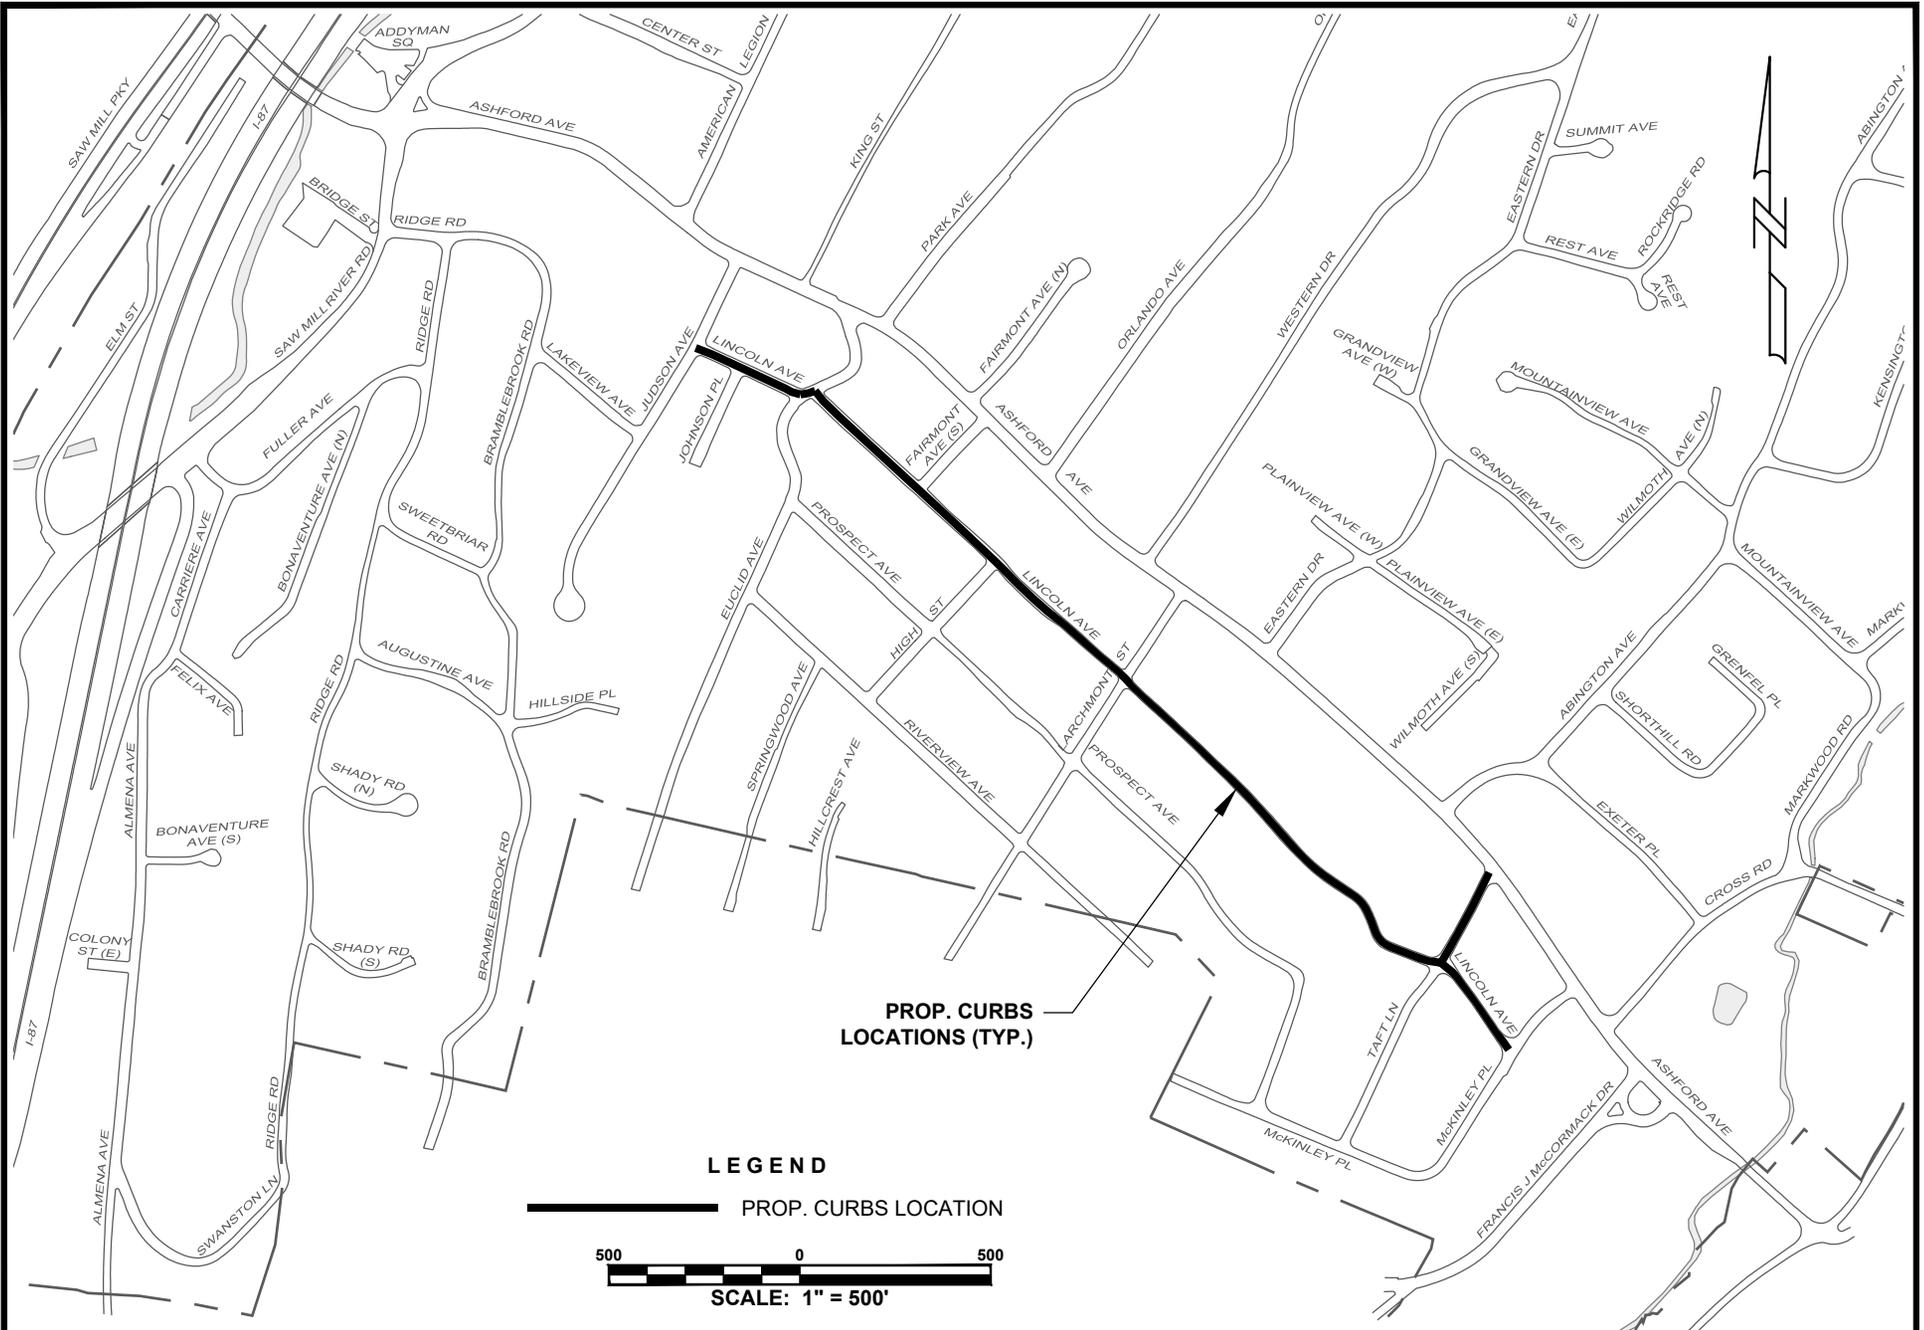 ADDYMAN
SQ
CENTER ST
AMERICAN
LEGION
SAW MILL PKY
I-87
ASHFORD AVE
KING ST
SUMMIT AVE
EASTERN DR
ROCKRIDGE RD
BRIDGE ST
RIDGE RD
PARK AVE
REST AVE
REST
AVE
ELM ST
SAW MILL RIVER RD
RIDGE RD
FAIRMONT AVE (N)
ORLANDO AVE
WESTERN DR
BRAMBLEBROOK RD
LAKEVIEW AVE
JUDSON AVE
LINCOLN AVE
JOHNSON PL
GRANDVIEW
AVE (W)
MOUNTAINVIEW AVE
FULLER AVE
BONAVENTURE AVE (N)
FAIRMONT
AVE (S)
ASHFORD
AVE
PLAINVIEW AVE (W)
GRANDVIEW AVE (E)
WILMOTH
AVE (N)
CARRIERE AVE
SWEETBRIAR
RD
PROSPECT AVE
EUCLID AVE
LINCOLN AVE
EASTERN DR
PLAINVIEW AVE (E)
MOUNTAINVIEW AVE
HIGH
ST
ARCHMONT
ST
FELIX AVE
AUGUSTINE AVE
RIDGE RD
HILLSIDE PL
WILMOTH AVE (S)
ABINGTON AVE
GRENFEL PL
SHORTHILL RD
MARKWOOD RD
SPRINGWOOD AVE
HILLCREST AVE
RIVERVIEW AVE
PROSPECT AVE
ALMENA AVE
SHADY RD
(N)
BONAVENTURE
AVE (S)
EXETER PL
CROSS RD
BRAMBLEBROOK RD
COLONY
ST (E)
SHADY RD
(S)
LINCOLN AVE
I-87
PROP. CURBS
LOCATIONS (TYP.)
TAFT LN
McKINLEY PL
ASHFORD AVE
RIDGE RD
McKINLEY PL
FRANCIS J McCORMACK DR
ALMENA AVE
SWANSTON LN
LEGEND
PROP. CURBS LOCATION
500 0 500
SCALE: 1" = 500'